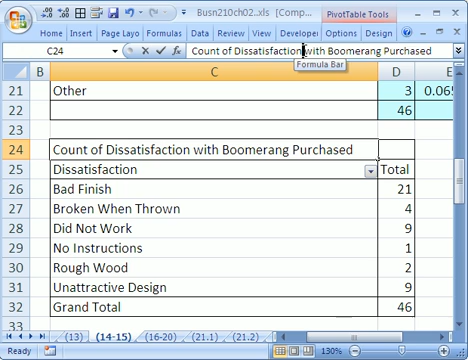 Busn210ch02...xls [Comp... PivotTable Tools
Home Insert Page Layo Formulas Data Review View Developer Options Design
C24 fx Count of Dissatisfaction with Boomerang Purchased
Formula Bar
B C D E
21 Other 3 0.065
22 46
23
24 Count of Dissatisfaction with Boomerang Purchased
25 Dissatisfaction Total
26 Bad Finish 21
27 Broken When Thrown 4
28 Did Not Work 9
29 No Instructions 1
30 Rough Wood 2
31 Unattractive Design 9
32 Grand Total 46
33
(13) (14-15) (16-20) (21.1) (21.2)
Ready 130%